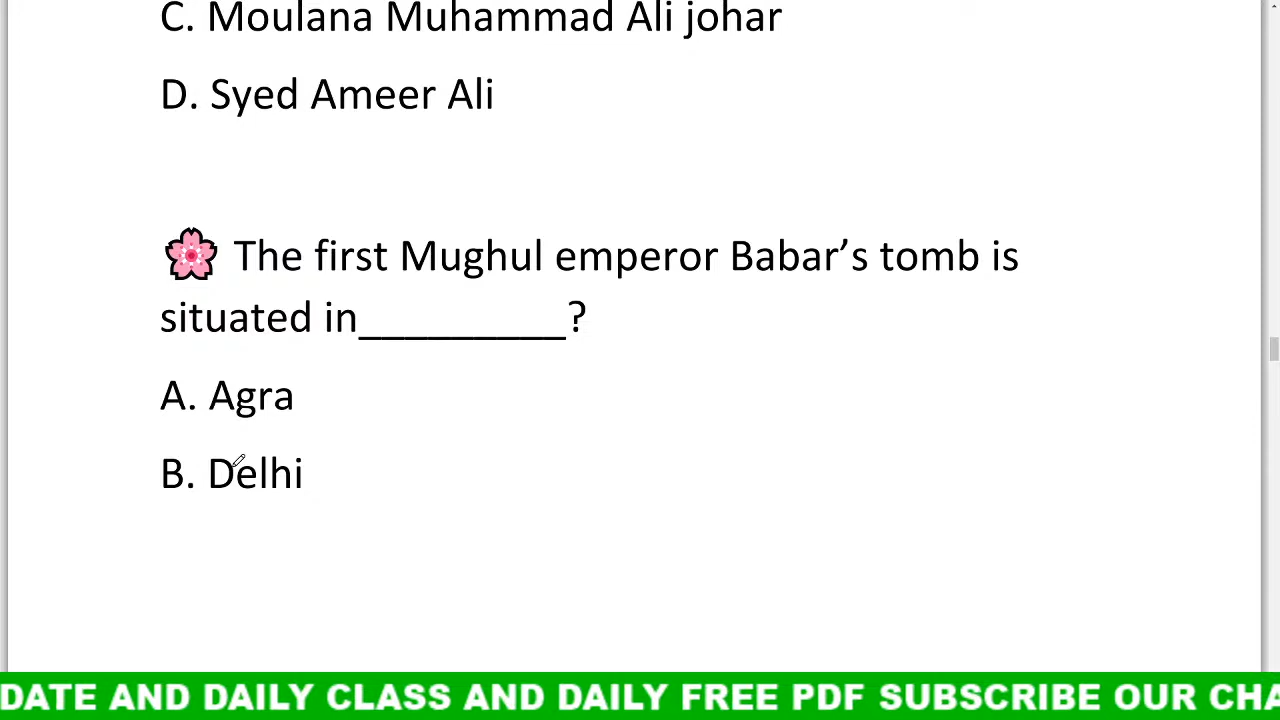 C. Moulana Muhammad Ali johar
D. Syed Ameer Ali
🌸 The first Mughul emperor Babar’s tomb is
situated in_________?
A. Agra
B. Delhi
DATE AND DAILY CLASS AND DAILY FREE PDF SUBSCRIBE OUR CHA